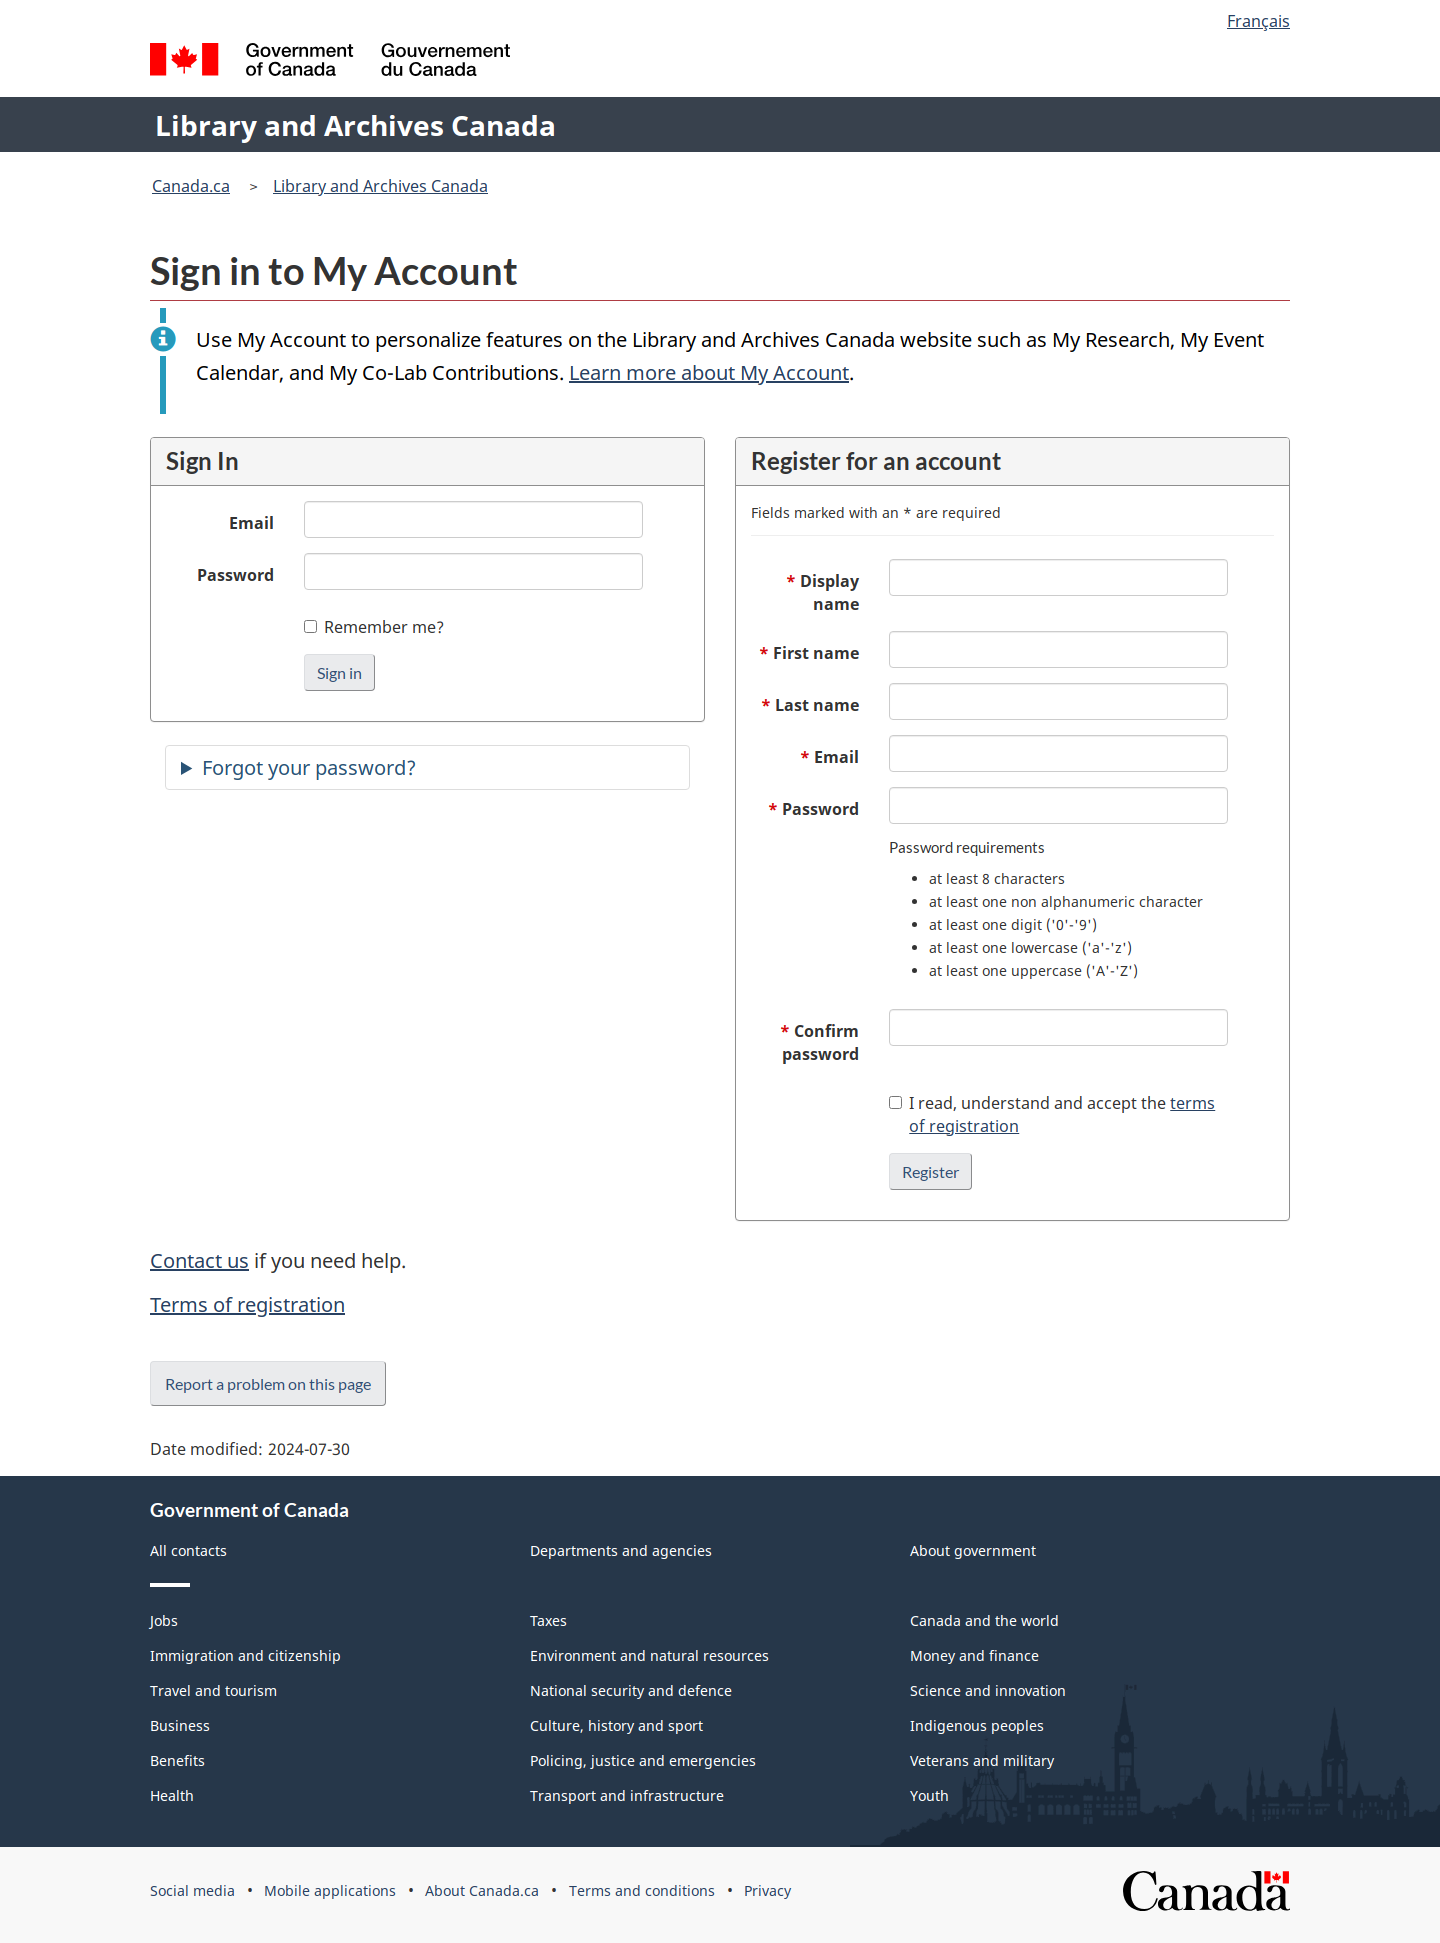 Français
Government of Canada
Gouvernement du Canada
Library and Archives Canada
Canada.ca > Library and Archives Canada
Sign in to My Account
Use My Account to personalize features on the Library and Archives Canada website such as My Research, My Event
Calendar, and My Co-Lab Contributions. Learn more about My Account.
Sign In
Email
Password
Remember me?
Sign in
Forgot your password?
Register for an account
Fields marked with an * are required
* Display
name
* First name
* Last name
* Email
* Password
Password requirements
• at least 8 characters
• at least one non alphanumeric character
• at least one digit ('0'-'9')
• at least one lowercase ('a'-'z')
• at least one uppercase ('A'-'Z')
* Confirm
password
I read, understand and accept the terms
of registration
Register
Contact us if you need help.
Terms of registration
Report a problem on this page
Date modified: 2024-07-30
Government of Canada
All contacts
Departments and agencies
About government
Jobs
Taxes
Canada and the world
Immigration and citizenship
Environment and natural resources
Money and finance
Travel and tourism
National security and defence
Science and innovation
Business
Culture, history and sport
Indigenous peoples
Benefits
Policing, justice and emergencies
Veterans and military
Health
Transport and infrastructure
Youth
Social media • Mobile applications • About Canada.ca • Terms and conditions • Privacy
Canada